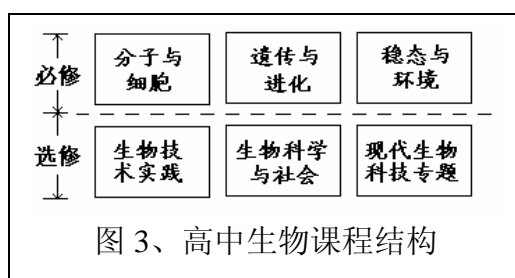 必修
分子与
细胞
遗传与
进化
稳态与
环境
选修
生物技
术实践
生物科学
与社会
现代生物
科技专题
图 3、高中生物课程结构